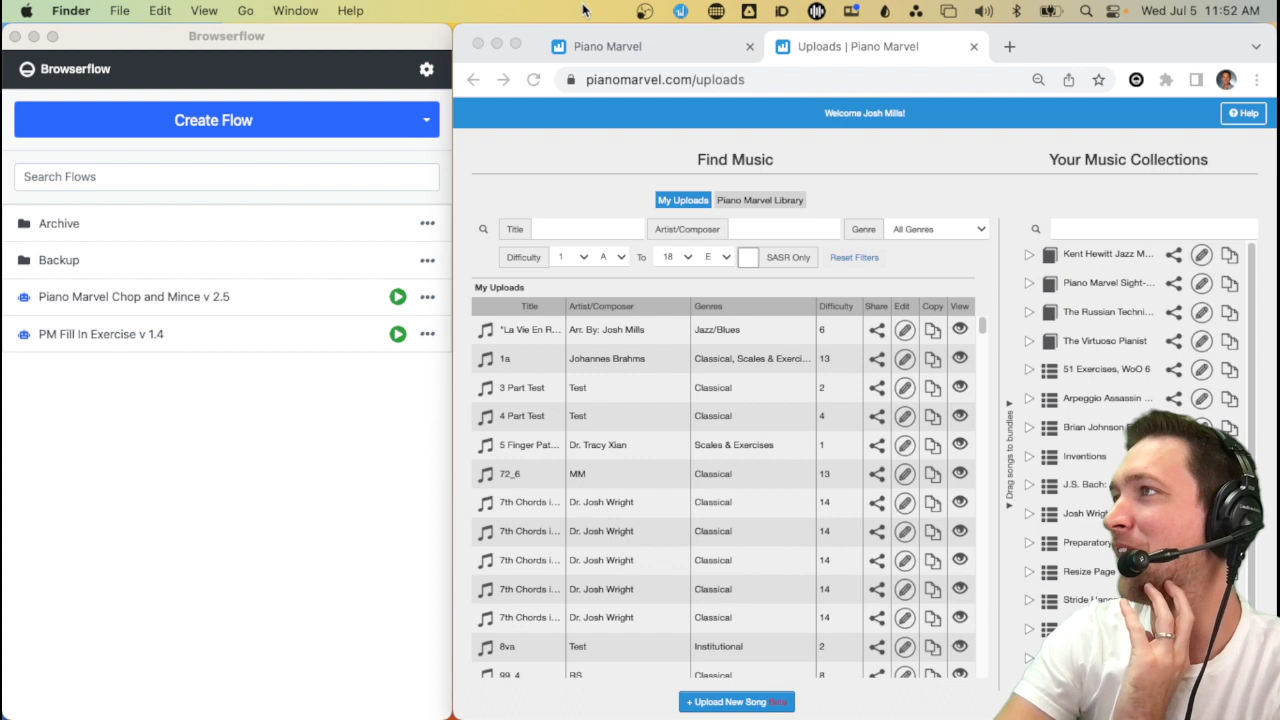 Finder File Edit View Go Window Help
Wed Jul 5 11:52 AM
Browserflow
Browserflow
Create Flow
Search Flows
Archive
Backup
Piano Marvel Chop and Mince v 2.5
PM Fill In Exercise v 1.4
Piano Marvel
Uploads | Piano Marvel
pianomarvel.com/uploads
Welcome Josh Mills!
Help
Find Music
My Uploads Piano Marvel Library
Title Artist/Composer Genre All Genres
Difficulty 1 A To 18 E SASR Only Reset Filters
My Uploads
Title Artist/Composer Genres Difficulty Share Edit Copy View
"La Vie En R... Arr. By: Josh Mills Jazz/Blues 6
1a Johannes Brahms Classical, Scales & Exerci... 13
3 Part Test Test Classical 2
4 Part Test Test Classical 4
5 Finger Pat... Dr. Tracy Xian Scales & Exercises 1
72_6 MM Classical 13
7th Chords i... Dr. Josh Wright Classical 14
7th Chords i... Dr. Josh Wright Classical 14
7th Chords i... Dr. Josh Wright Classical 14
7th Chords i... Dr. Josh Wright Classical 14
7th Chords i... Dr. Josh Wright Classical 14
8va Test Institutional 2
99_4 BS Classical 8
+ Upload New Song
Drag songs to bundles
Your Music Collections
Kent Hewitt Jazz M...
Piano Marvel Sight-...
The Russian Techni...
The Virtuoso Pianist
51 Exercises, WoO 6
Arpeggio Assassin ...
Brian Johnson
Inventions
J.S. Bach:
Josh Wrig
Preparatory
Resize Page
Stride